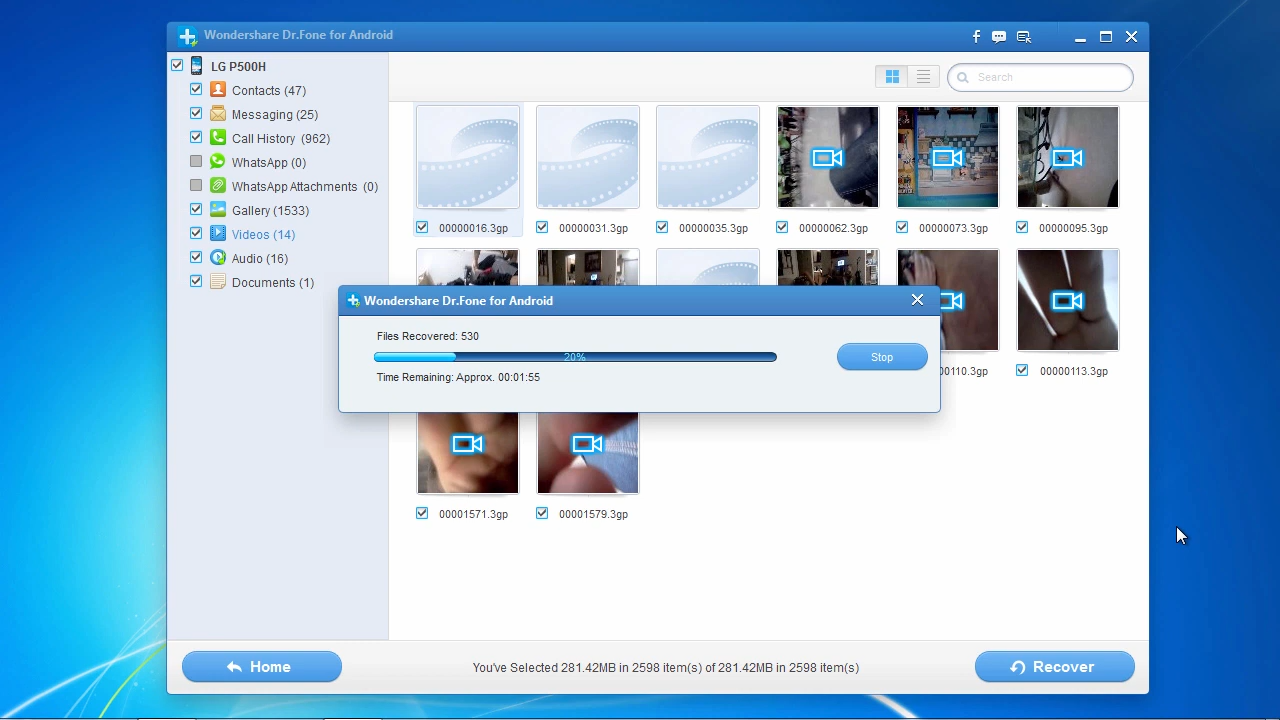 Wondershare Dr.Fone for Android
LG P500H
Search
Contacts (47)
Messaging (25)
Call History (962)
WhatsApp (0)
WhatsApp Attachments (0)
Gallery (1533)
Videos (14)
Audio (16)
Documents (1)
00000016.3gp
00000031.3gp
00000035.3gp
00000062.3gp
00000073.3gp
00000095.3gp
Wondershare Dr.Fone for Android
Files Recovered: 530
20%
Stop
Time Remaining: Approx. 00:01:55
0110.3gp
00000113.3gp
00001571.3gp
00001579.3gp
Home
You've Selected 281.42MB in 2598 item(s) of 281.42MB in 2598 item(s)
Recover